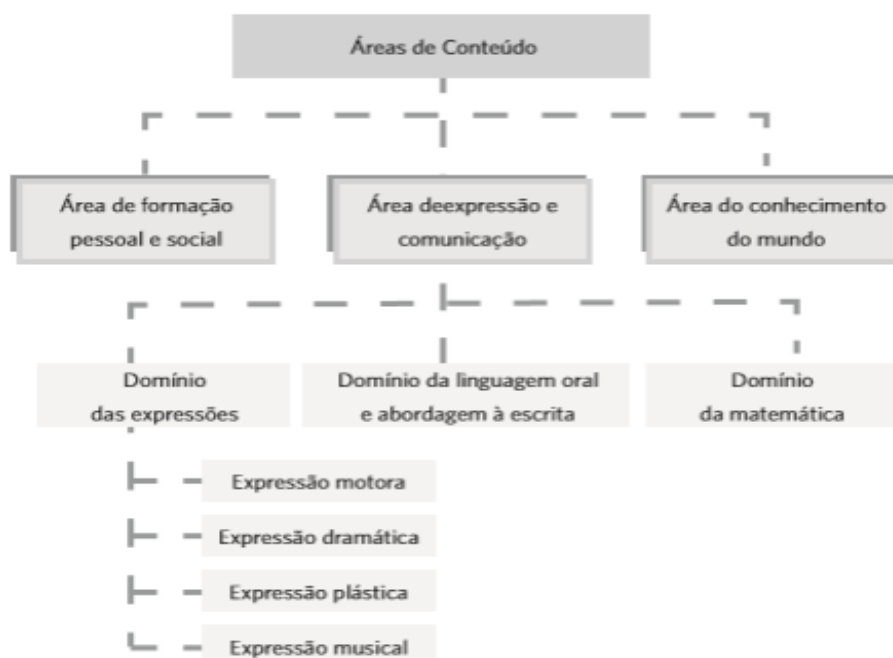 Áreas de Conteúdo
Área de formação
pessoal e social
Área deexpressão e
comunicação
Área do conhecimento
do mundo
Domínio
das expressões
Domínio da linguagem oral
e abordagem à escrita
Domínio
da matemática
Expressão motora
Expressão dramática
Expressão plástica
Expressão musical